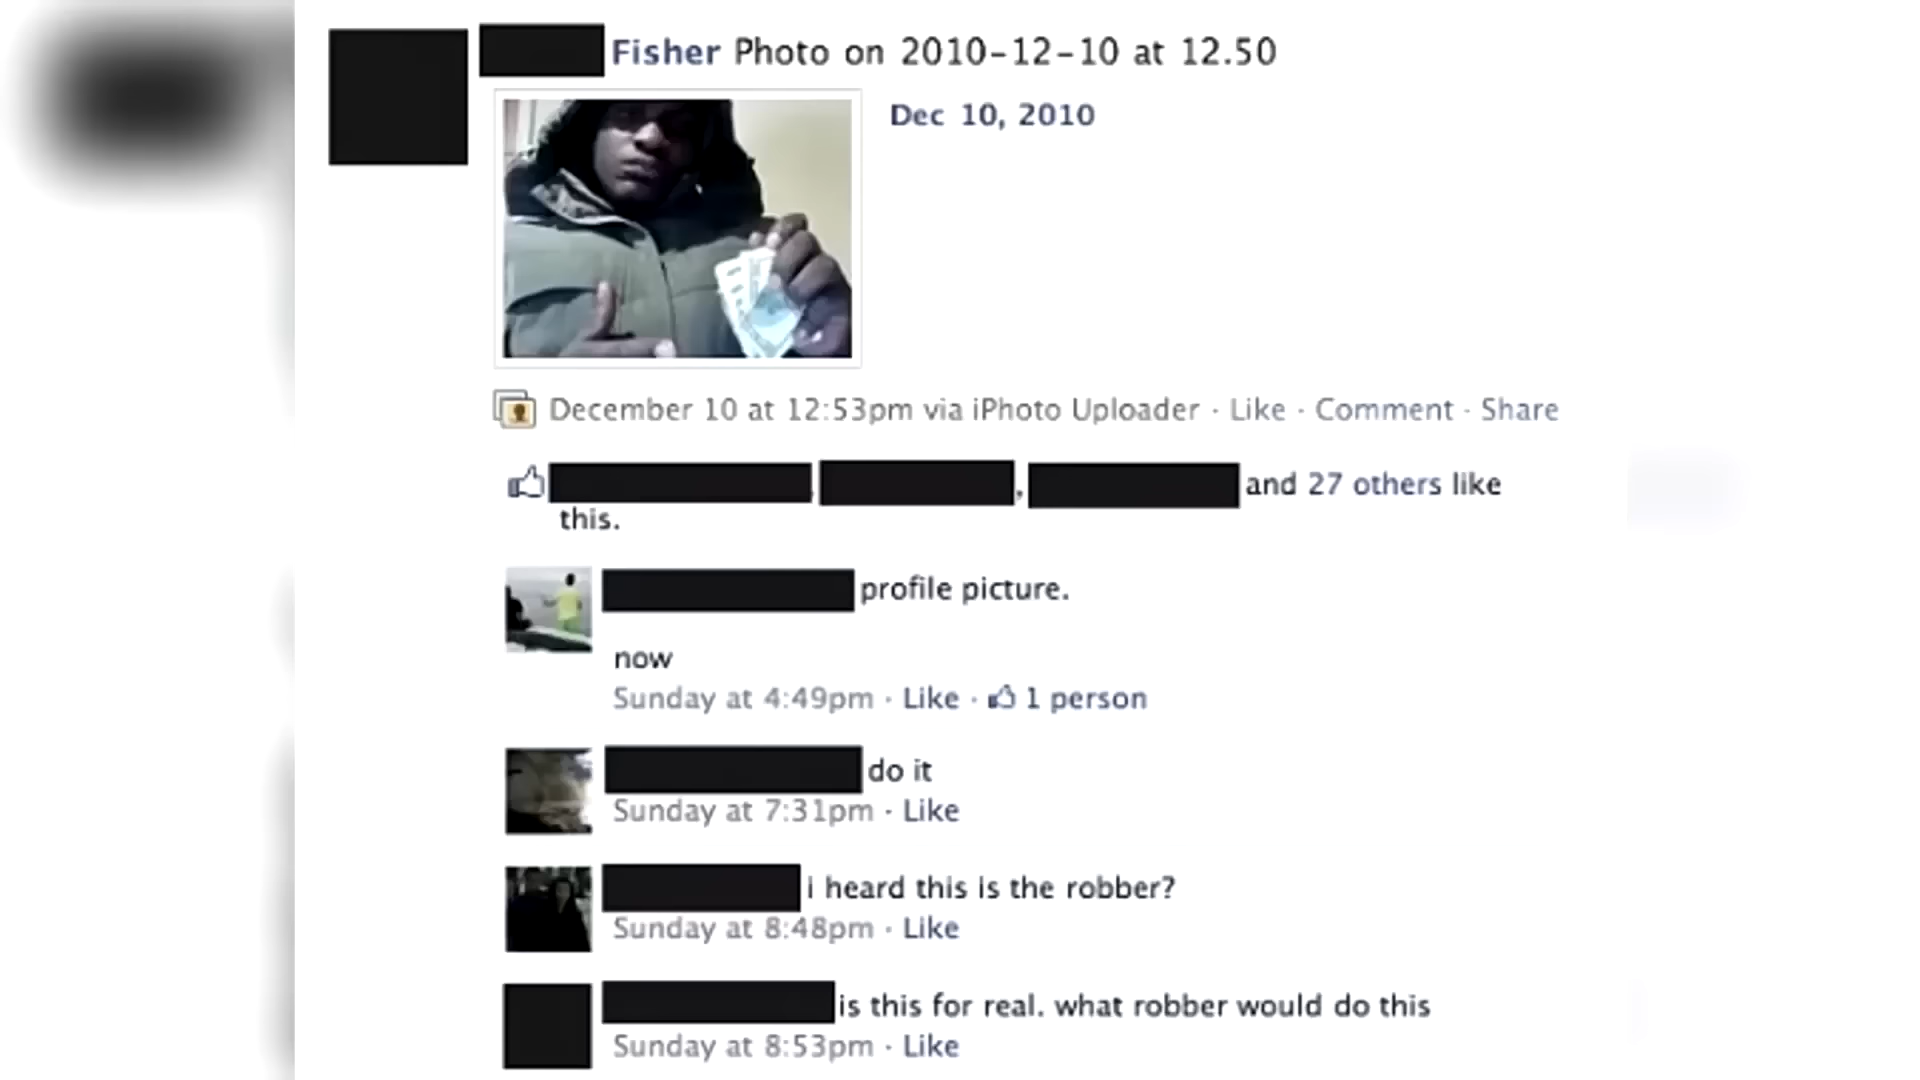 Fisher Photo on 2010-12-10 at 12.50
Dec 10, 2010
December 10 at 12:53pm via iPhoto Uploader · Like · Comment · Share
, , and 27 others like
this.
profile picture.
now
Sunday at 4:49pm · Like · 1 person
do it
Sunday at 7:31pm · Like
i heard this is the robber?
Sunday at 8:48pm · Like
is this for real. what robber would do this
Sunday at 8:53pm · Like